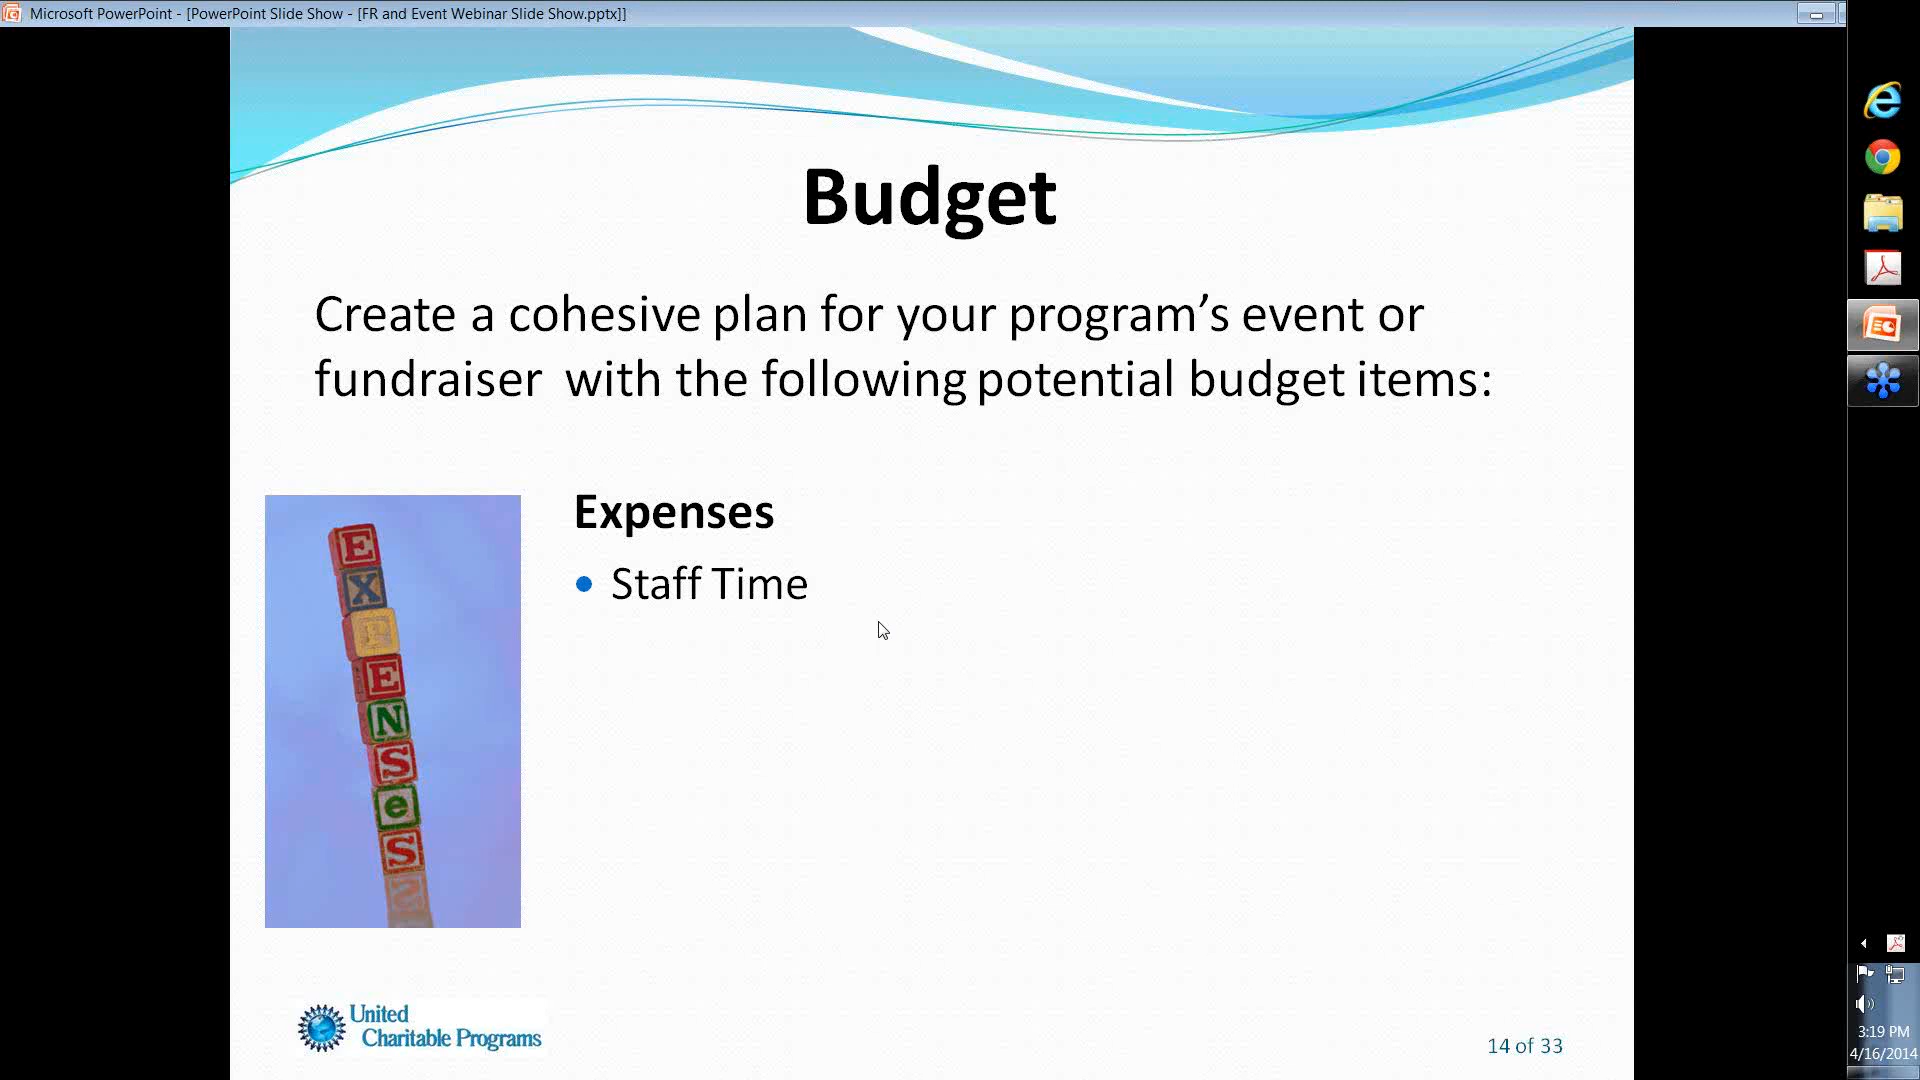 Microsoft PowerPoint - [PowerPoint Slide Show - [FR and Event Webinar Slide Show.pptx]]
Budget
Create a cohesive plan for your program’s event or
fundraiser with the following potential budget items:
Expenses
• Staff Time
E
X
P
E
N
S
e
S
United
Charitable Programs
14 of 33
3:19 PM
4/16/2014